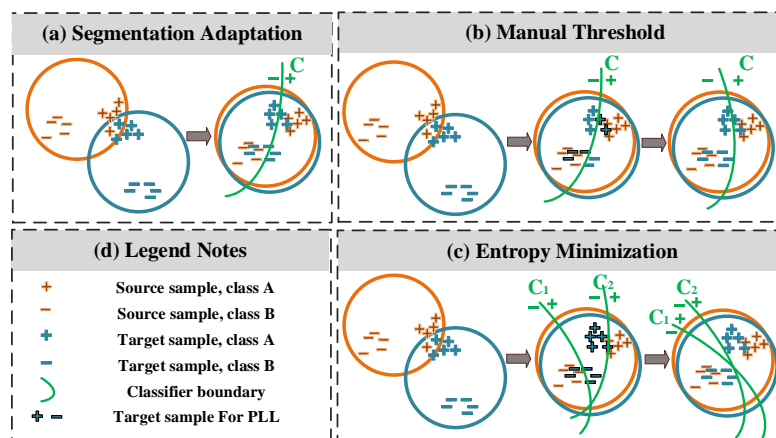 (a) Segmentation Adaptation
C
- +
(b) Manual Threshold
C
- +
C
- +
(d) Legend Notes
+ Source sample, class A
- Source sample, class B
+ Target sample, class A
- Target sample, class B
Classifier boundary
+ - Target sample For PLL
(c) Entropy Minimization
C1
- +
C2
- +
C2
- +
C1
- +